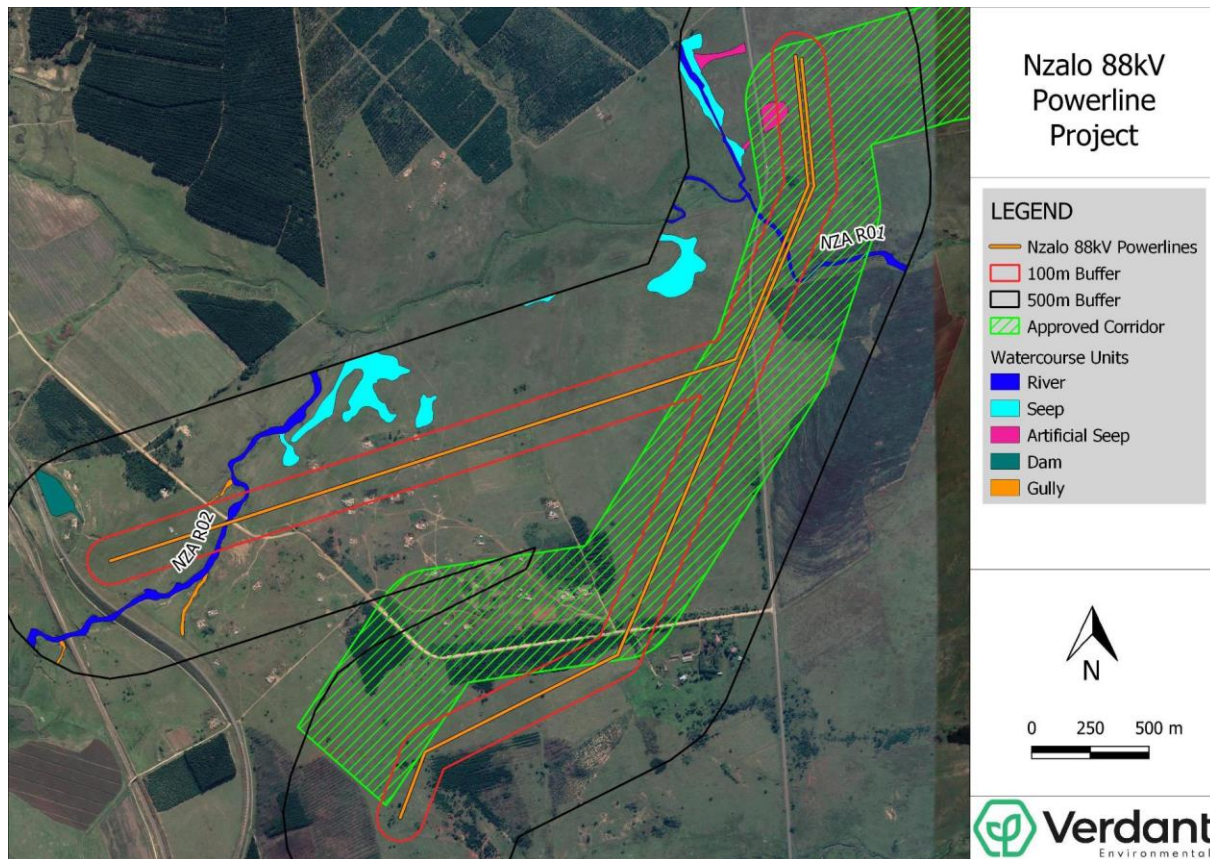 Nzalo 88kV
Powerline
Project
LEGEND
Nzalo 88kV Powerlines
100m Buffer
500m Buffer
Approved Corridor
Watercourse Units
River
Seep
Artificial Seep
Dam
Gully
NZA R01
NZA R02
N
0 250 500 m
Verdant
Environmental